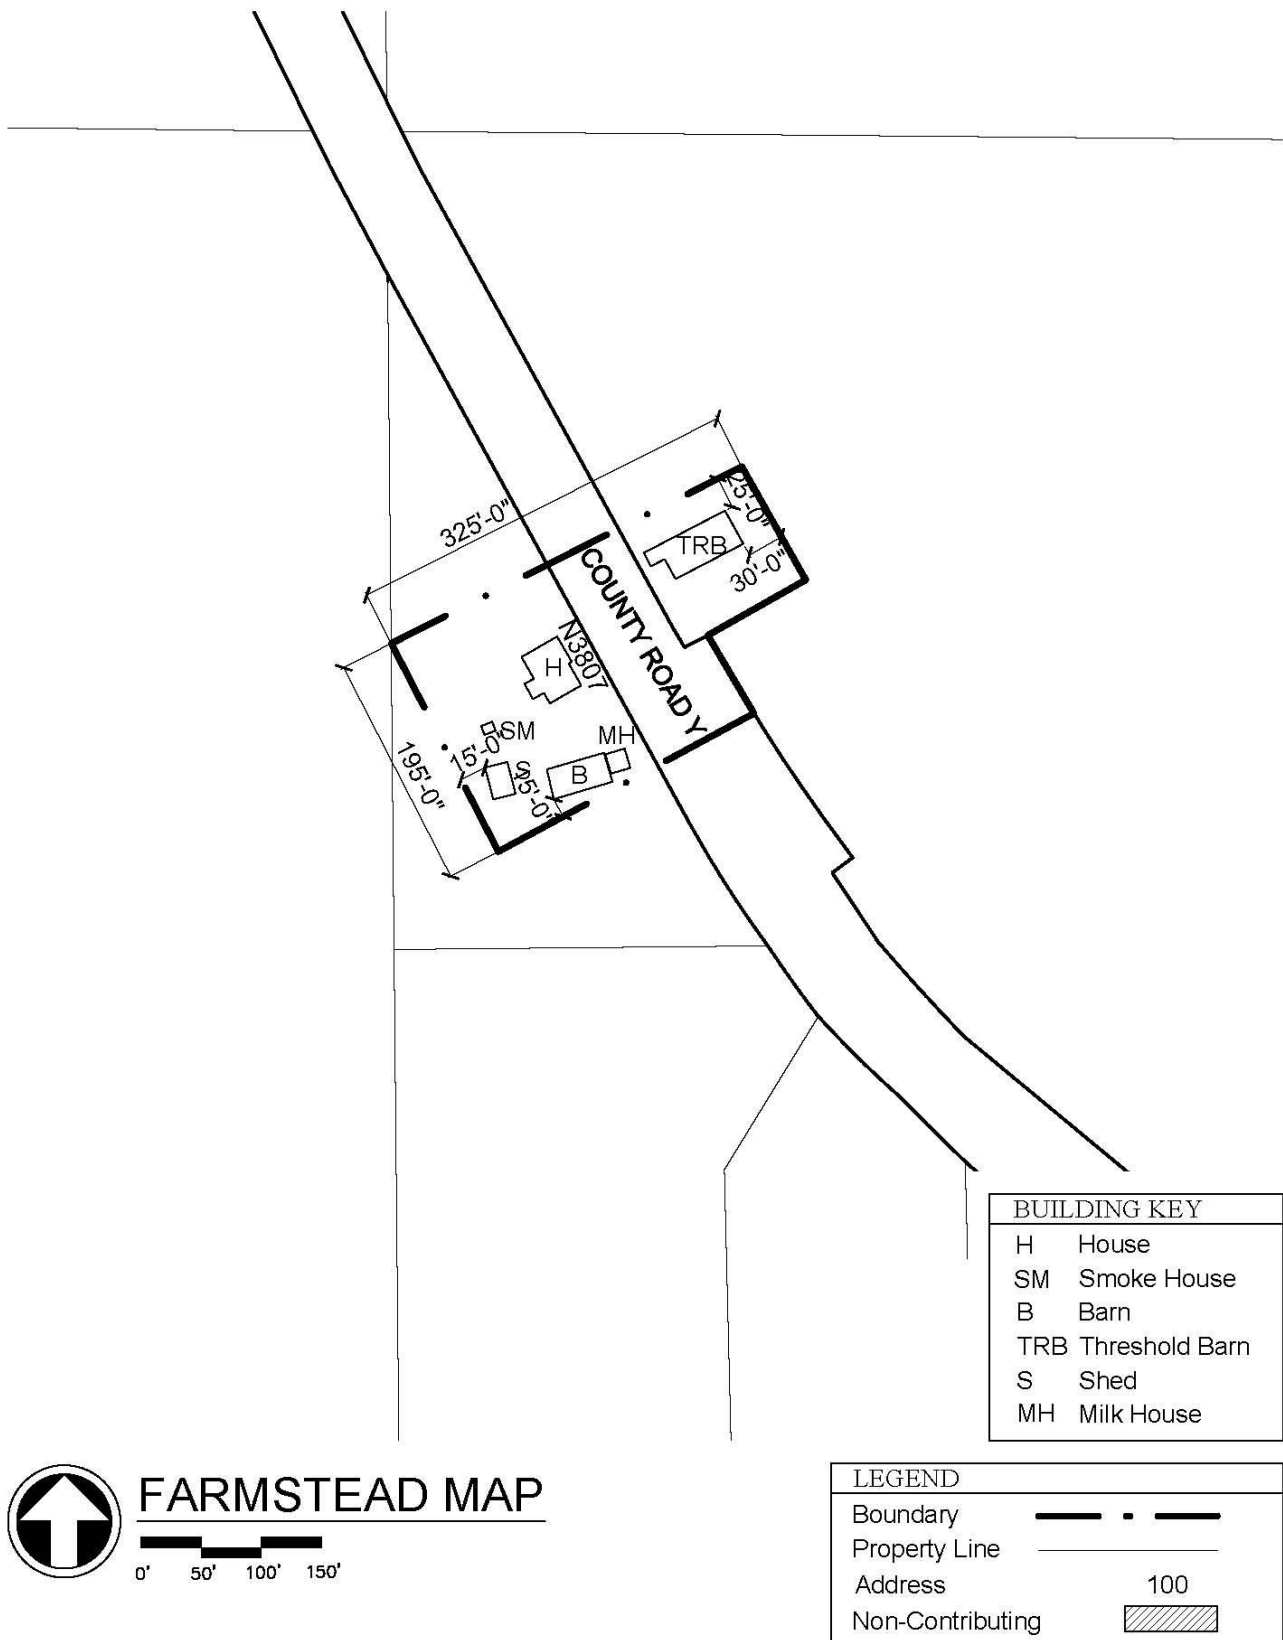 325'-0"
25'-0"
TRB
30'-0"
COUNTY ROAD Y
N3807
H
SM
MH
15'-0"
S
B
195'-0"
BUILDING KEY
H House
SM Smoke House
B Barn
TRB Threshold Barn
S Shed
MH Milk House
FARMSTEAD MAP
0' 50' 100' 150'
LEGEND
Boundary
Property Line
Address 100
Non-Contributing